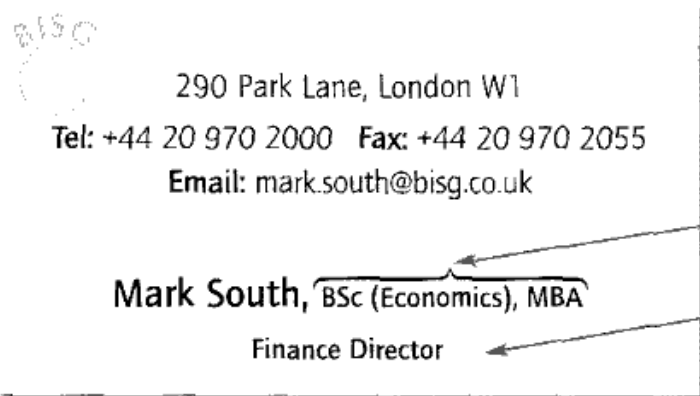 BISG
290 Park Lane, London W1
Tel: +44 20 970 2000 Fax: +44 20 970 2055
Email: mark.south@bisg.co.uk
Mark South, BSc (Economics), MBA
Finance Director